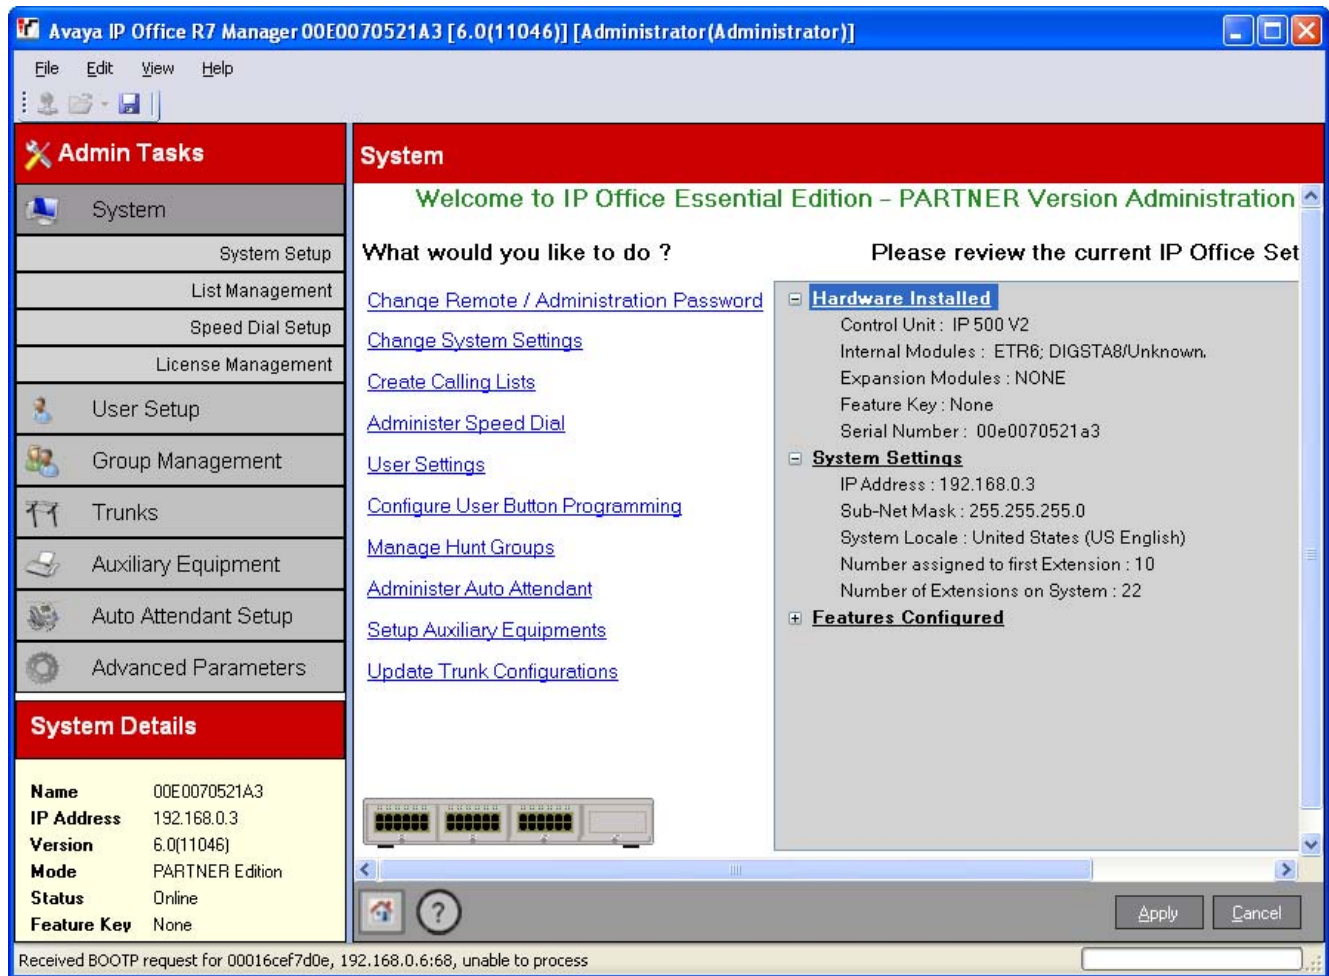 Avaya IP Office R7 Manager 00E0070521A3 [6.0(11046)] [Administrator(Administrator)]
File Edit View Help
Admin Tasks
System
System Setup
List Management
Speed Dial Setup
License Management
User Setup
Group Management
Trunks
Auxiliary Equipment
Auto Attendant Setup
Advanced Parameters
System Details
Name 00E0070521A3
IP Address 192.168.0.3
Version 6.0(11046)
Mode PARTNER Edition
Status Online
Feature Key None
System
Welcome to IP Office Essential Edition - PARTNER Version Administration
What would you like to do ?
Change Remote / Administration Password
Change System Settings
Create Calling Lists
Administer Speed Dial
User Settings
Configure User Button Programming
Manage Hunt Groups
Administer Auto Attendant
Setup Auxiliary Equipments
Update Trunk Configurations
Please review the current IP Office Set
Hardware Installed
Control Unit : IP 500 V2
Internal Modules : ETR6; DIGSTA8/Unknown.
Expansion Modules : NONE
Feature Key : None
Serial Number : 00e0070521a3
System Settings
IP Address : 192.168.0.3
Sub-Net Mask : 255.255.255.0
System Locale : United States (US English)
Number assigned to first Extension : 10
Number of Extensions on System : 22
Features Configured
?
Apply Cancel
Received BOOTP request for 00016cef7d0e, 192.168.0.6:68, unable to process